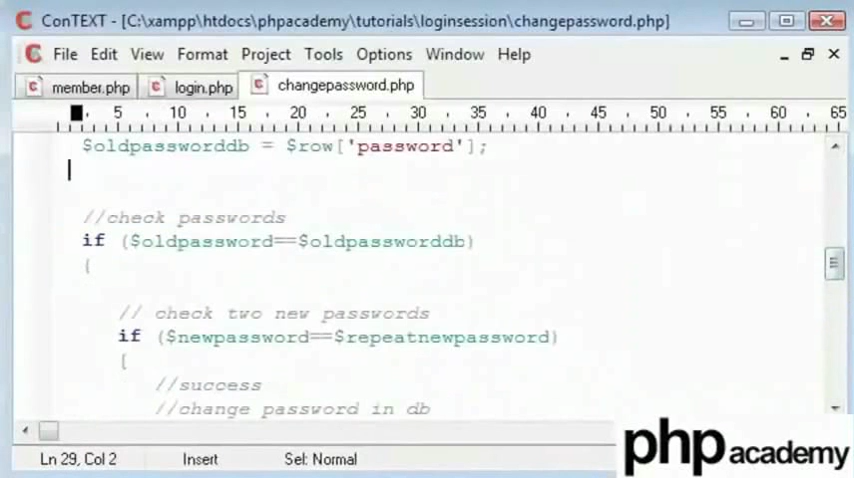 ConTEXT - [C:\xampp\htdocs\phpacademy\tutorials\loginsession\changepassword.php]
File Edit View Format Project Tools Options Window Help
member.php login.php changepassword.php
5 10 15 20 25 30 35 40 45 50 55 60 65
$oldpassworddb = $row['password'];
//check passwords
if ($oldpassword==$oldpassworddb)
{
// check two new passwords
if ($newpassword==$repeatnewpassword)
{
//success
//change password in db
Ln 29, Col 2 Insert Sel: Normal
php academy